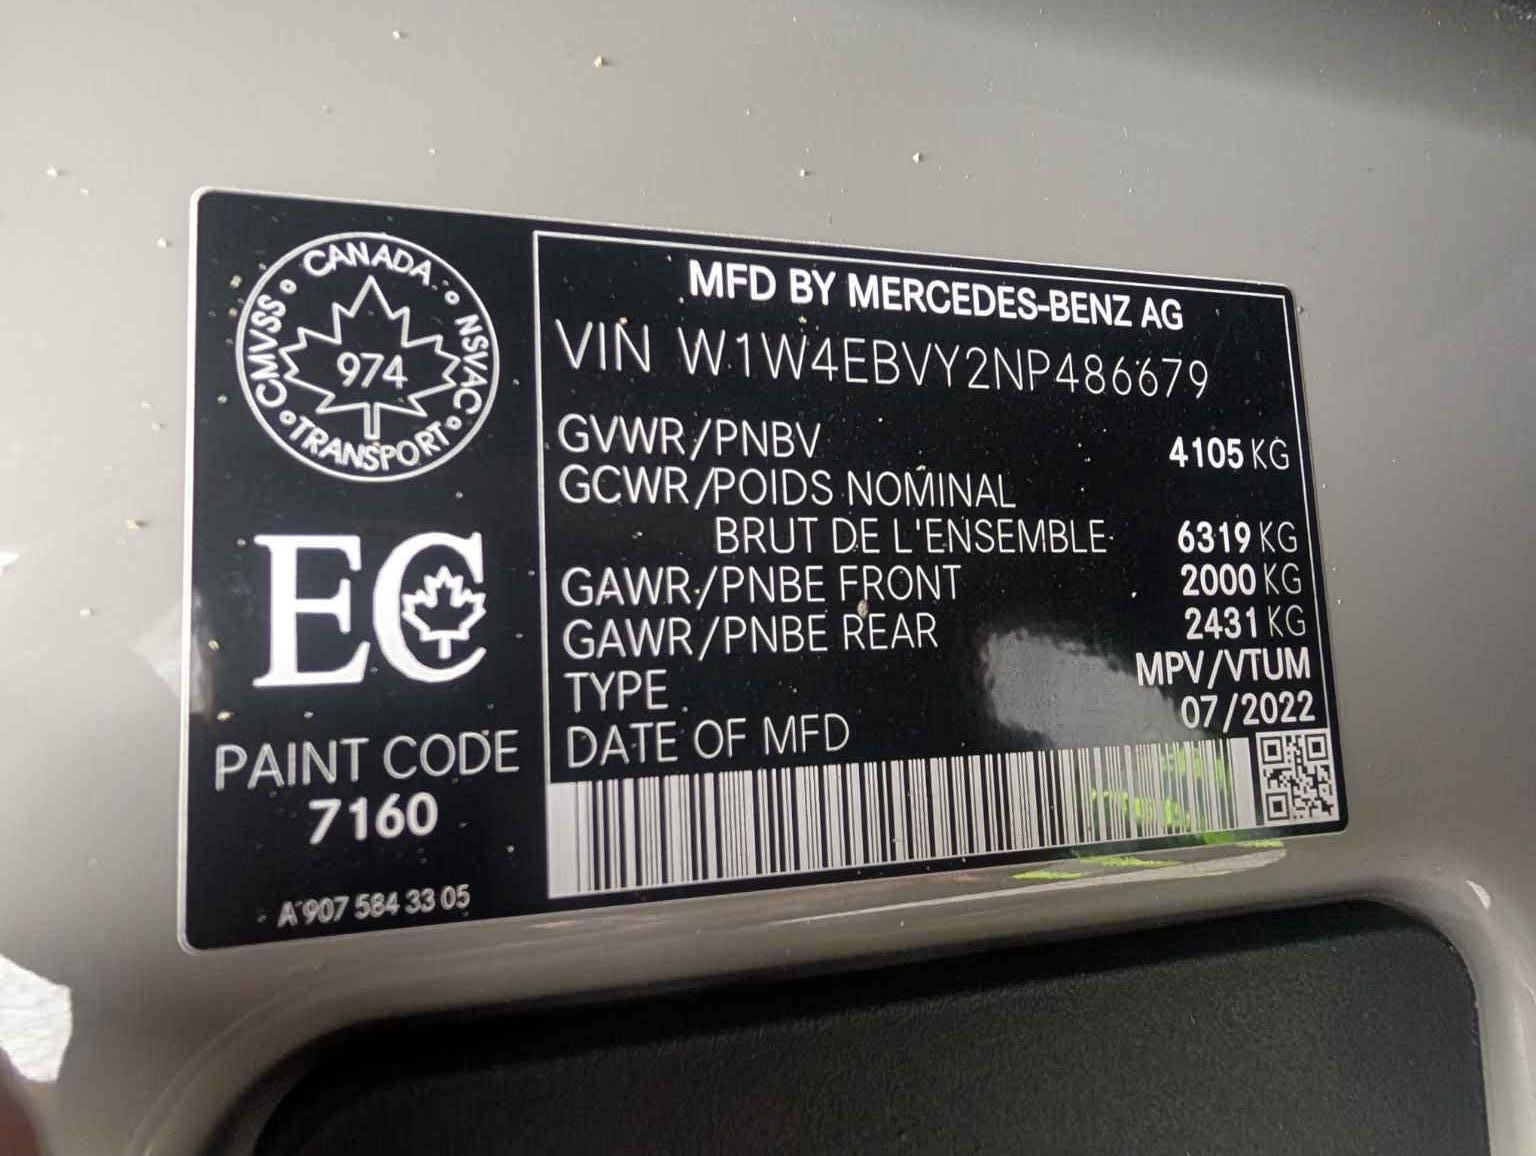 CANADA
CMVSS
NSVAC
974
TRANSPORT
EC
PAINT CODE
7160
A 907 584 33 05
MFD BY MERCEDES-BENZ AG
VIN W1W4EBVY2NP486679
GVWR/PNBV 4105 KG
GCWR/POIDS NOMINAL
BRUT DE L'ENSEMBLE 6319 KG
GAWR/PNBE FRONT 2000 KG
GAWR/PNBE REAR 2431 KG
TYPE MPV/VTUM
DATE OF MFD 07/2022